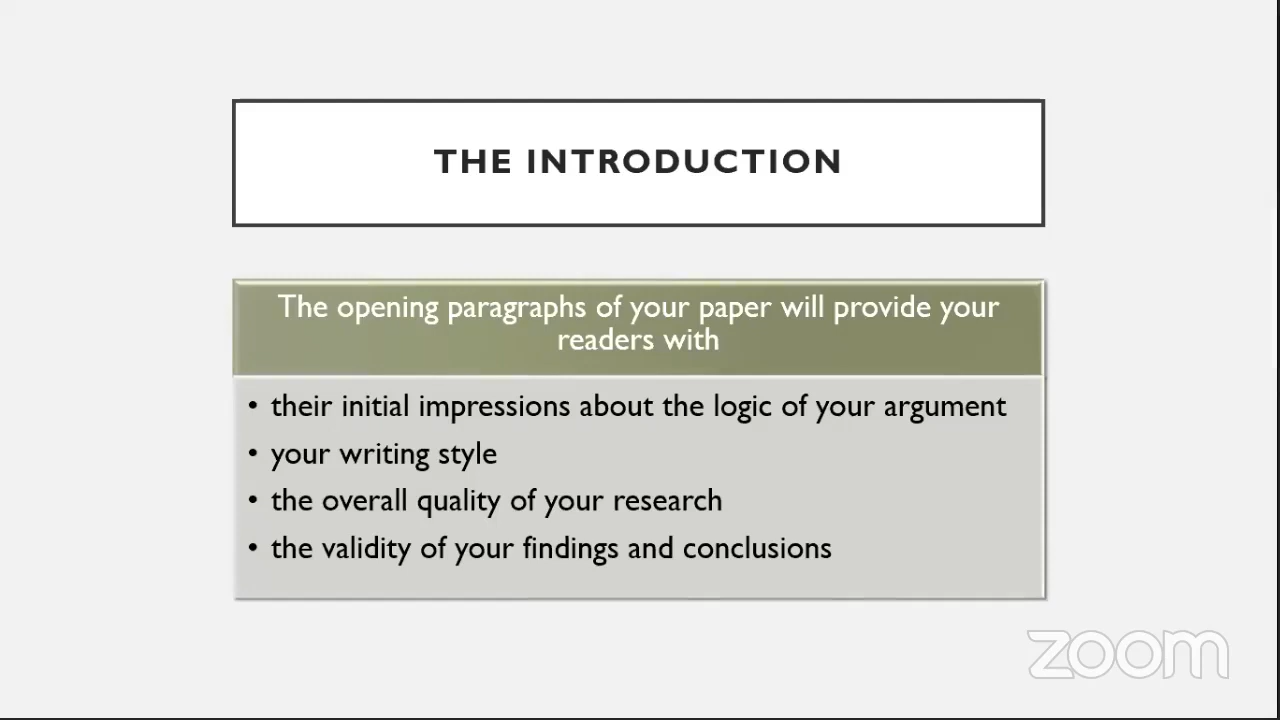 THE INTRODUCTION
The opening paragraphs of your paper will provide your
readers with
• their initial impressions about the logic of your argument
• your writing style
• the overall quality of your research
• the validity of your findings and conclusions
zoom